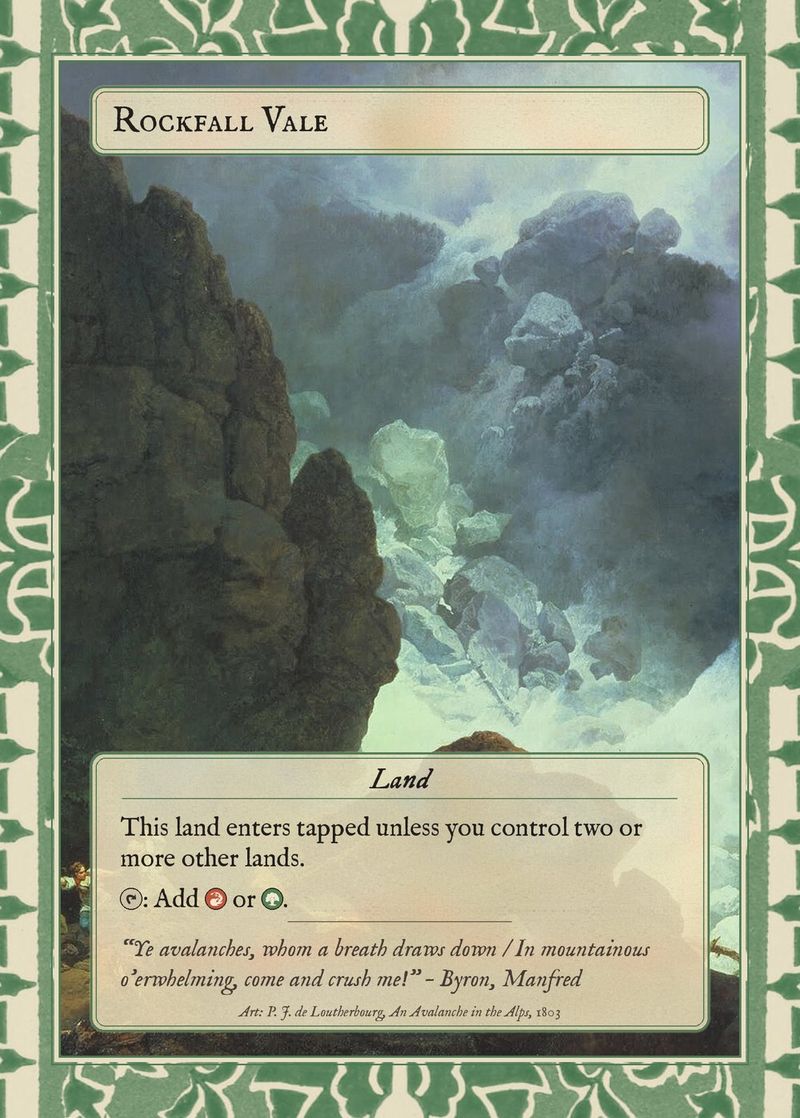 Rockfall Vale
Land
This land enters tapped unless you control two or
more other lands.
: Add or .
“Ye avalanches, whom a breath draws down / In mountainous
o’erwhelming, come and crush me!” – Byron, Manfred
Art: P. J. de Loutherbourg, An Avalanche in the Alps, 1803